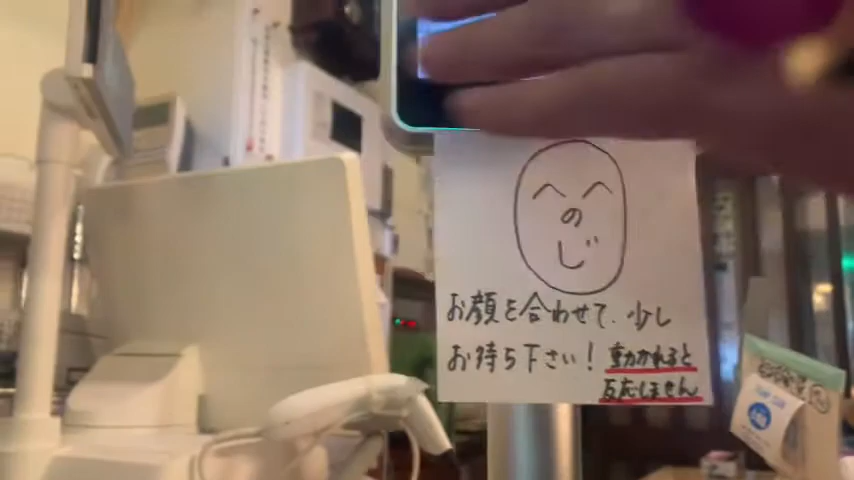 の
じ
お顔を合わせて、少し
お待ち下さい! 動かれると
反応しません